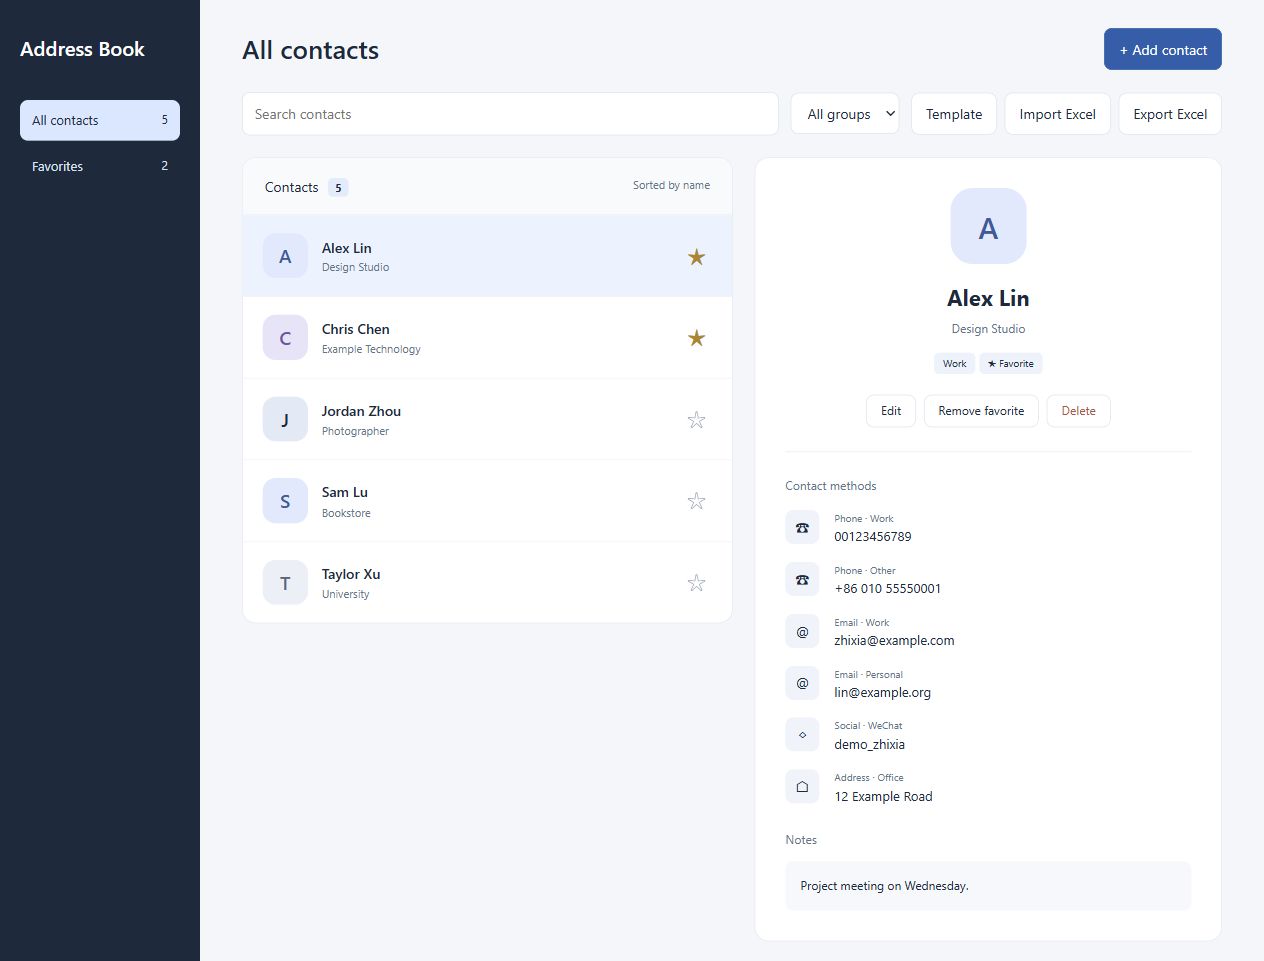 Address Book
All contacts 5
Favorites 2
All contacts
+ Add contact
Search contacts
All groups
Template
Import Excel
Export Excel
Contacts 5
Sorted by name
A
Alex Lin
Design Studio
★
C
Chris Chen
Example Technology
★
J
Jordan Zhou
Photographer
☆
S
Sam Lu
Bookstore
☆
T
Taylor Xu
University
☆
A
Alex Lin
Design Studio
Work
★ Favorite
Edit
Remove favorite
Delete
Contact methods
☎
Phone · Work
00123456789
☎
Phone · Other
+86 010 55550001
@
Email · Work
zhixia@example.com
@
Email · Personal
lin@example.org
⋄
Social · WeChat
demo_zhixia
⌂
Address · Office
12 Example Road
Notes
Project meeting on Wednesday.